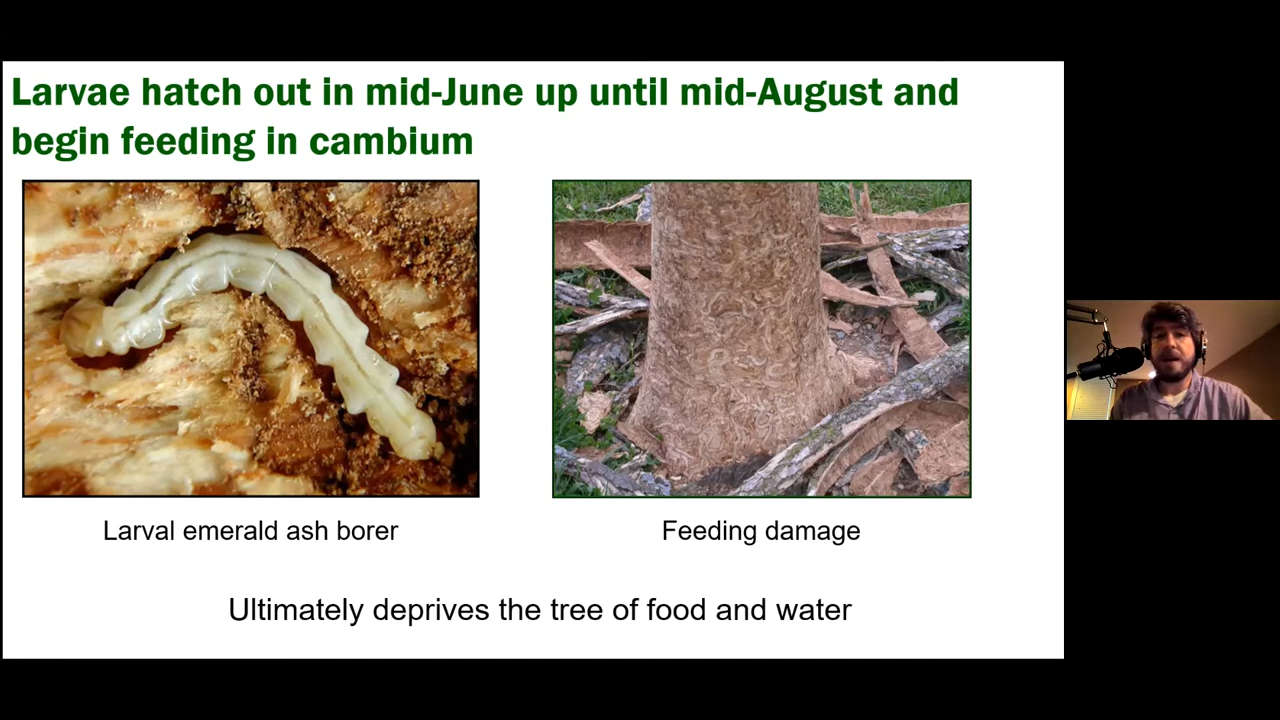 Larvae hatch out in mid-June up until mid-August and
begin feeding in cambium
Larval emerald ash borer
Feeding damage
Ultimately deprives the tree of food and water